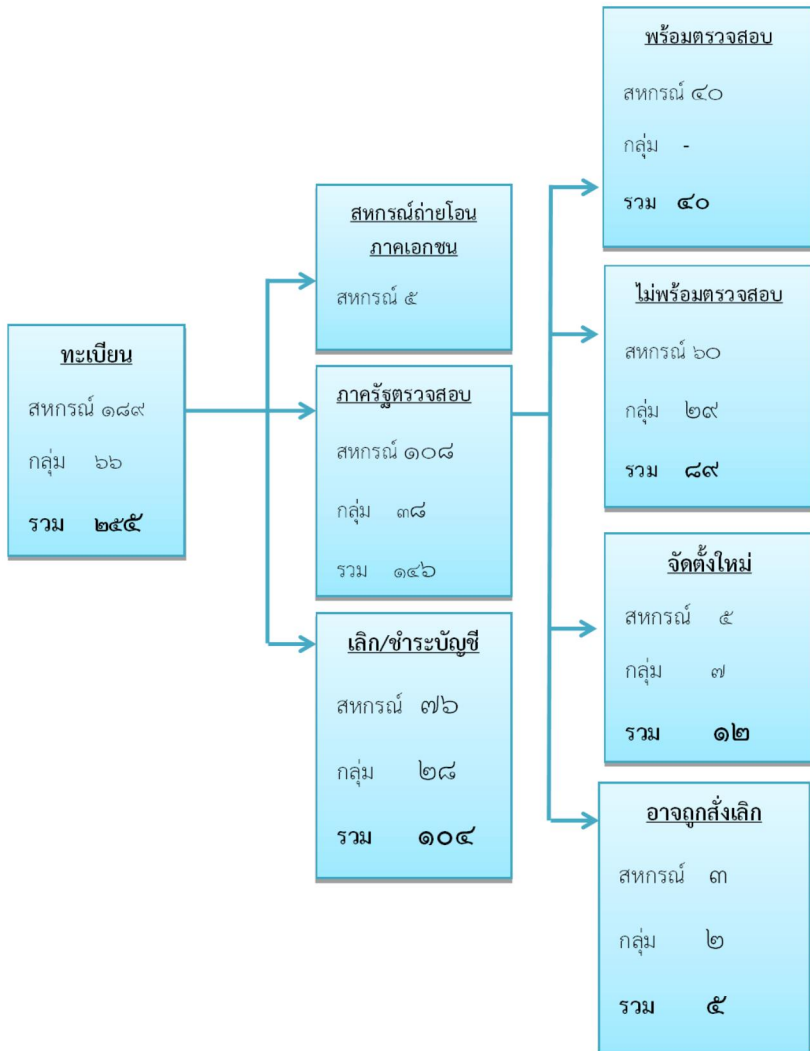 ทะเบียน
สหกรณ์ ๑๘๙
กลุ่ม ๖๖
รวม ๒๕๕
สหกรณ์ถ่ายโอน
ภาคเอกชน
สหกรณ์ ๕
ภาครัฐตรวจสอบ
สหกรณ์ ๑๐๘
กลุ่ม ๓๘
รวม ๑๔๖
เลิก/ชำระบัญชี
สหกรณ์ ๗๖
กลุ่ม ๒๘
รวม ๑๐๔
พร้อมตรวจสอบ
สหกรณ์ ๔๐
กลุ่ม -
รวม ๔๐
ไม่พร้อมตรวจสอบ
สหกรณ์ ๖๐
กลุ่ม ๒๙
รวม ๘๙
จัดตั้งใหม่
สหกรณ์ ๕
กลุ่ม ๗
รวม ๑๒
อาจถูกสั่งเลิก
สหกรณ์ ๓
กลุ่ม ๒
รวม ๕